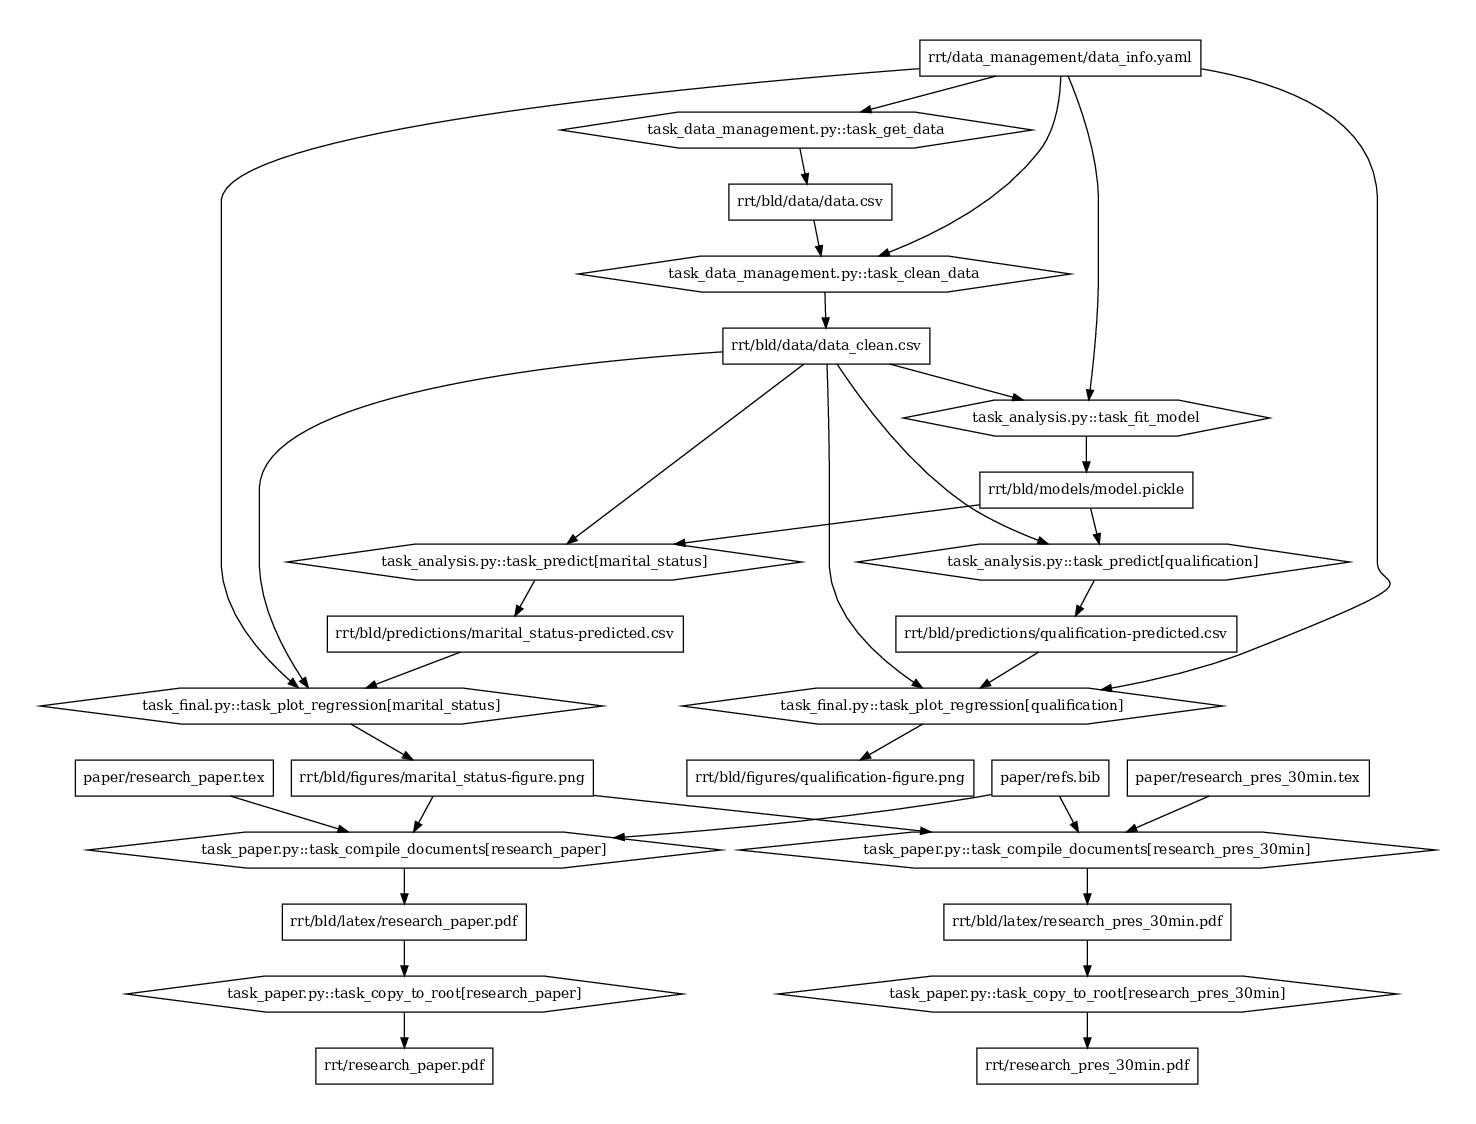 rrt/data_management/data_info.yaml
task_data_management.py::task_get_data
rrt/bld/data/data.csv
task_data_management.py::task_clean_data
rrt/bld/data/data_clean.csv
task_analysis.py::task_fit_model
rrt/bld/models/model.pickle
task_analysis.py::task_predict[marital_status]
task_analysis.py::task_predict[qualification]
rrt/bld/predictions/marital_status-predicted.csv
rrt/bld/predictions/qualification-predicted.csv
task_final.py::task_plot_regression[marital_status]
task_final.py::task_plot_regression[qualification]
paper/research_paper.tex
rrt/bld/figures/marital_status-figure.png
rrt/bld/figures/qualification-figure.png
paper/refs.bib
paper/research_pres_30min.tex
task_paper.py::task_compile_documents[research_paper]
task_paper.py::task_compile_documents[research_pres_30min]
rrt/bld/latex/research_paper.pdf
rrt/bld/latex/research_pres_30min.pdf
task_paper.py::task_copy_to_root[research_paper]
task_paper.py::task_copy_to_root[research_pres_30min]
rrt/research_paper.pdf
rrt/research_pres_30min.pdf